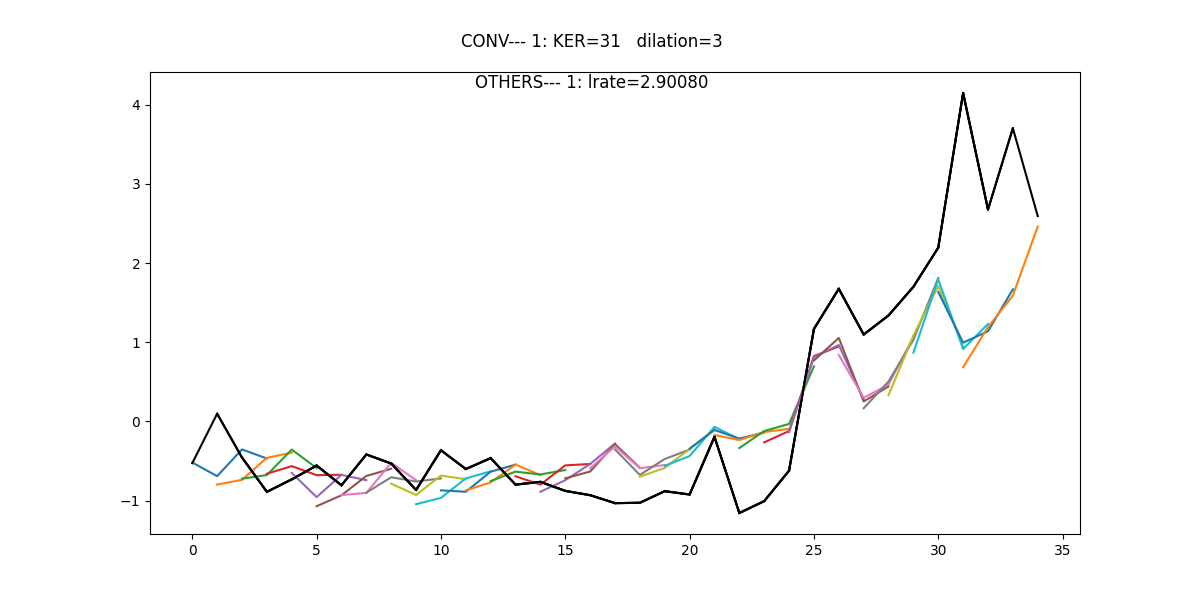 CONV--- 1: KER=31   dilation=3
OTHERS--- 1: lrate=2.90080
4
3
2
1
0
−1
0 5 10 15 20 25 30 35